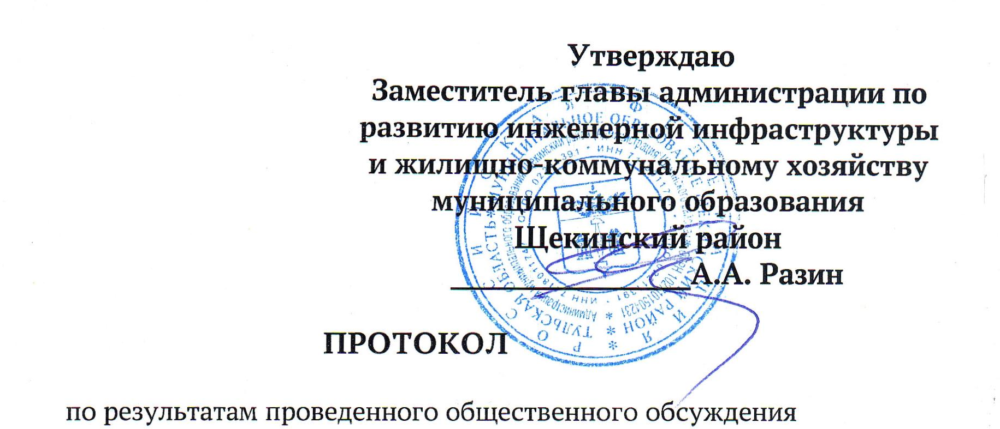 Утверждаю
Заместитель главы администрации по
развитию инженерной инфраструктуры
и жилищно-коммунальному хозяйству
муниципального образования
Щекинский район
А.А. Разин
ПРОТОКОЛ
по результатам проведенного общественного обсуждения